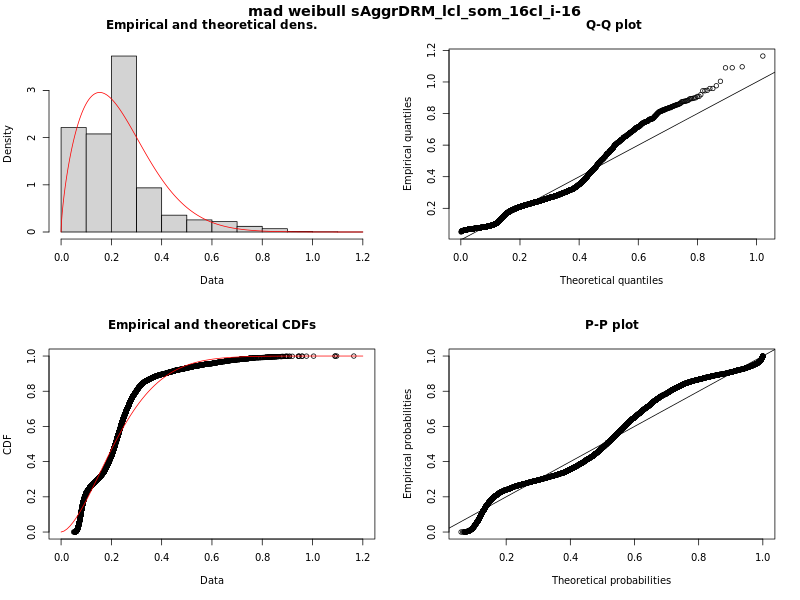 mad weibull sAggrDRM_lcl_som_16cl_i-16
Empirical and theoretical dens.
Density
0
1
2
3
0.0 0.2 0.4 0.6 0.8 1.0 1.2
Data
Q-Q plot
Empirical quantiles
0.2 0.4 0.6 0.8 1.0 1.2
0.0 0.2 0.4 0.6 0.8 1.0
Theoretical quantiles
Empirical and theoretical CDFs
CDF
0.0 0.2 0.4 0.6 0.8 1.0
0.0 0.2 0.4 0.6 0.8 1.0 1.2
Data
P-P plot
Empirical probabilities
0.0 0.2 0.4 0.6 0.8 1.0
0.2 0.4 0.6 0.8 1.0
Theoretical probabilities